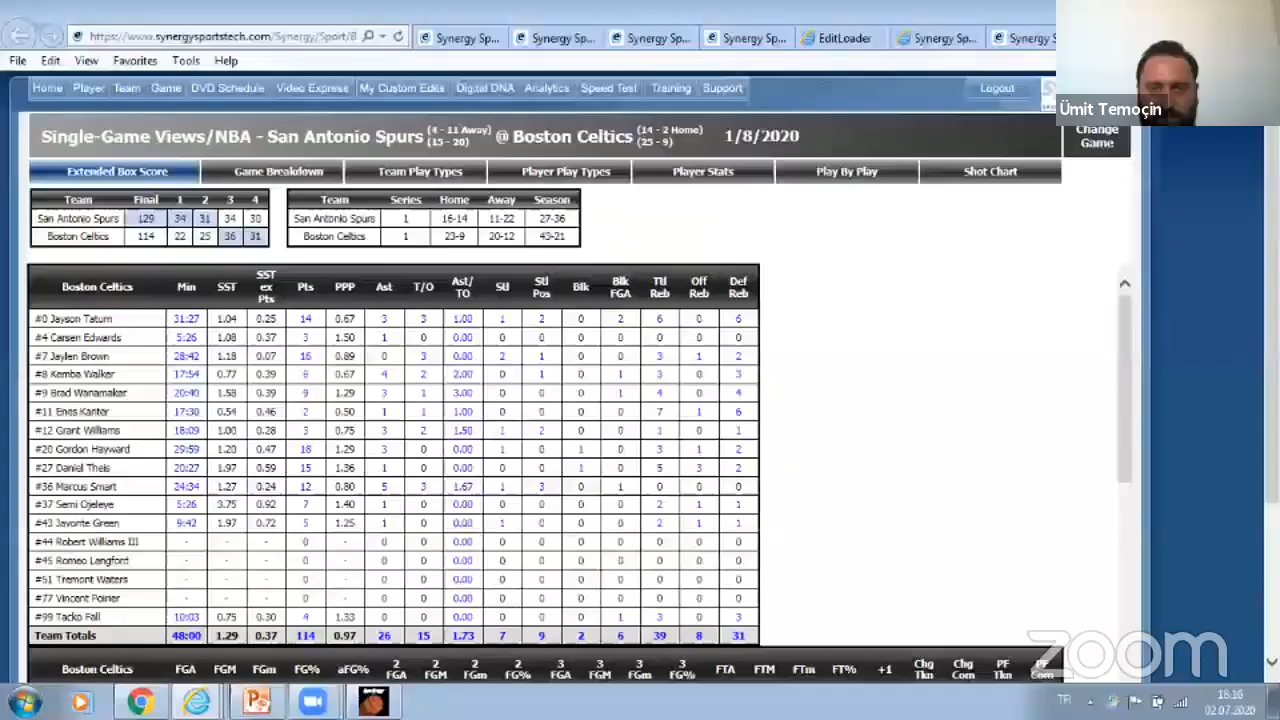 https://www.synergysportstech.com/Synergy/Sport/B
Synergy Sp...
Synergy Sp...
Synergy Sp...
Synergy Sp...
EditLoader
Synergy Sp...
Synergy
File Edit View Favorites Tools Help
Home Player Team Game DVD Schedule Video Express My Custom Edits Digital DNA Analytics Speed Test Training Support Logout
Ümit Temoçin
Single-Game Views/NBA - San Antonio Spurs (4 - 11 Away) (15 - 20) @ Boston Celtics (14 - 2 Home) (25 - 9) 1/8/2020
Change Game
Extended Box Score Game Breakdown Team Play Types Player Play Types Player Stats Play By Play Shot Chart
Team Final 1 2 3 4
San Antonio Spurs 129 34 31 34 30
Boston Celtics 114 22 25 36 31
Team Series Home Away Season
San Antonio Spurs 1 16-14 11-22 27-36
Boston Celtics 1 23-9 20-12 43-21
Boston Celtics Min SST SST ex Pts Pts PPP Ast T/O Ast/TO Stl Stl Pos Blk Blk FGA Ttl Reb Off Reb Def Reb
#0 Jayson Tatum 31:27 1.04 0.25 14 0.67 3 3 1.00 1 2 0 2 6 0 6
#4 Carsen Edwards 5:26 1.08 0.37 3 1.50 1 0 0.00 0 0 0 0 0 0 0
#7 Jaylen Brown 28:42 1.18 0.07 16 0.89 0 3 0.00 2 1 0 0 3 1 2
#8 Kemba Walker 17:54 0.77 0.39 6 0.67 4 2 2.00 0 1 0 1 3 0 3
#9 Brad Wanamaker 20:40 1.58 0.39 9 1.29 3 1 3.00 0 0 0 1 4 0 4
#11 Enes Kanter 17:30 0.54 0.46 2 0.50 1 1 1.00 0 0 0 0 7 1 6
#12 Grant Williams 18:09 1.00 0.28 3 0.75 3 2 1.50 1 2 0 0 1 0 1
#20 Gordon Hayward 29:59 1.20 0.47 18 1.29 3 0 0.00 1 0 1 0 3 1 2
#27 Daniel Theis 20:27 1.97 0.59 15 1.36 1 0 0.00 0 0 1 0 5 3 2
#36 Marcus Smart 24:34 1.27 0.24 12 0.80 5 3 1.67 1 3 0 1 0 0 0
#37 Semi Ojeleye 5:26 3.75 0.92 7 1.40 1 0 0.00 0 0 0 0 2 1 1
#43 Javonte Green 9:42 1.97 0.72 5 1.25 1 0 0.00 1 0 0 0 2 1 1
#44 Robert Williams III - - - 0 - 0 0 0.00 0 0 0 0 0 0 0
#45 Romeo Langford - - - 0 - 0 0 0.00 0 0 0 0 0 0 0
#51 Tremont Waters - - - 0 - 0 0 0.00 0 0 0 0 0 0 0
#77 Vincent Poirier - - - 0 - 0 0 0.00 0 0 0 0 0 0 0
#99 Tacko Fall 10:03 0.75 0.30 4 1.33 0 0 0.00 0 0 0 1 3 0 3
Team Totals 48:00 1.29 0.37 114 0.97 26 15 1.73 7 9 2 6 39 8 31
Boston Celtics FGA FGM FGm FG% aFG% 2 FGA 2 FGM 2 FGm 2 FG% 3 FGA 3 FGM 3 FGm 3 FG% FTA FTM FTm FT% +1 Chg Tkn Chg Com PF Tkn PF Com
zoom
TR 18:16
02.07.2020